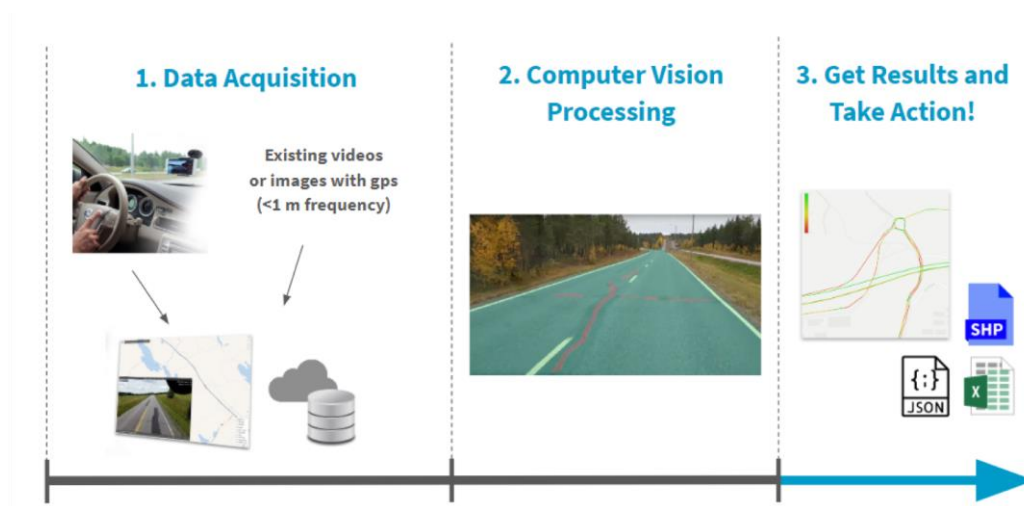 1. Data Acquisition
Existing videos
or images with gps
(<1 m frequency)
2. Computer Vision
Processing
3. Get Results and
Take Action!
SHP
{:}
JSON
X